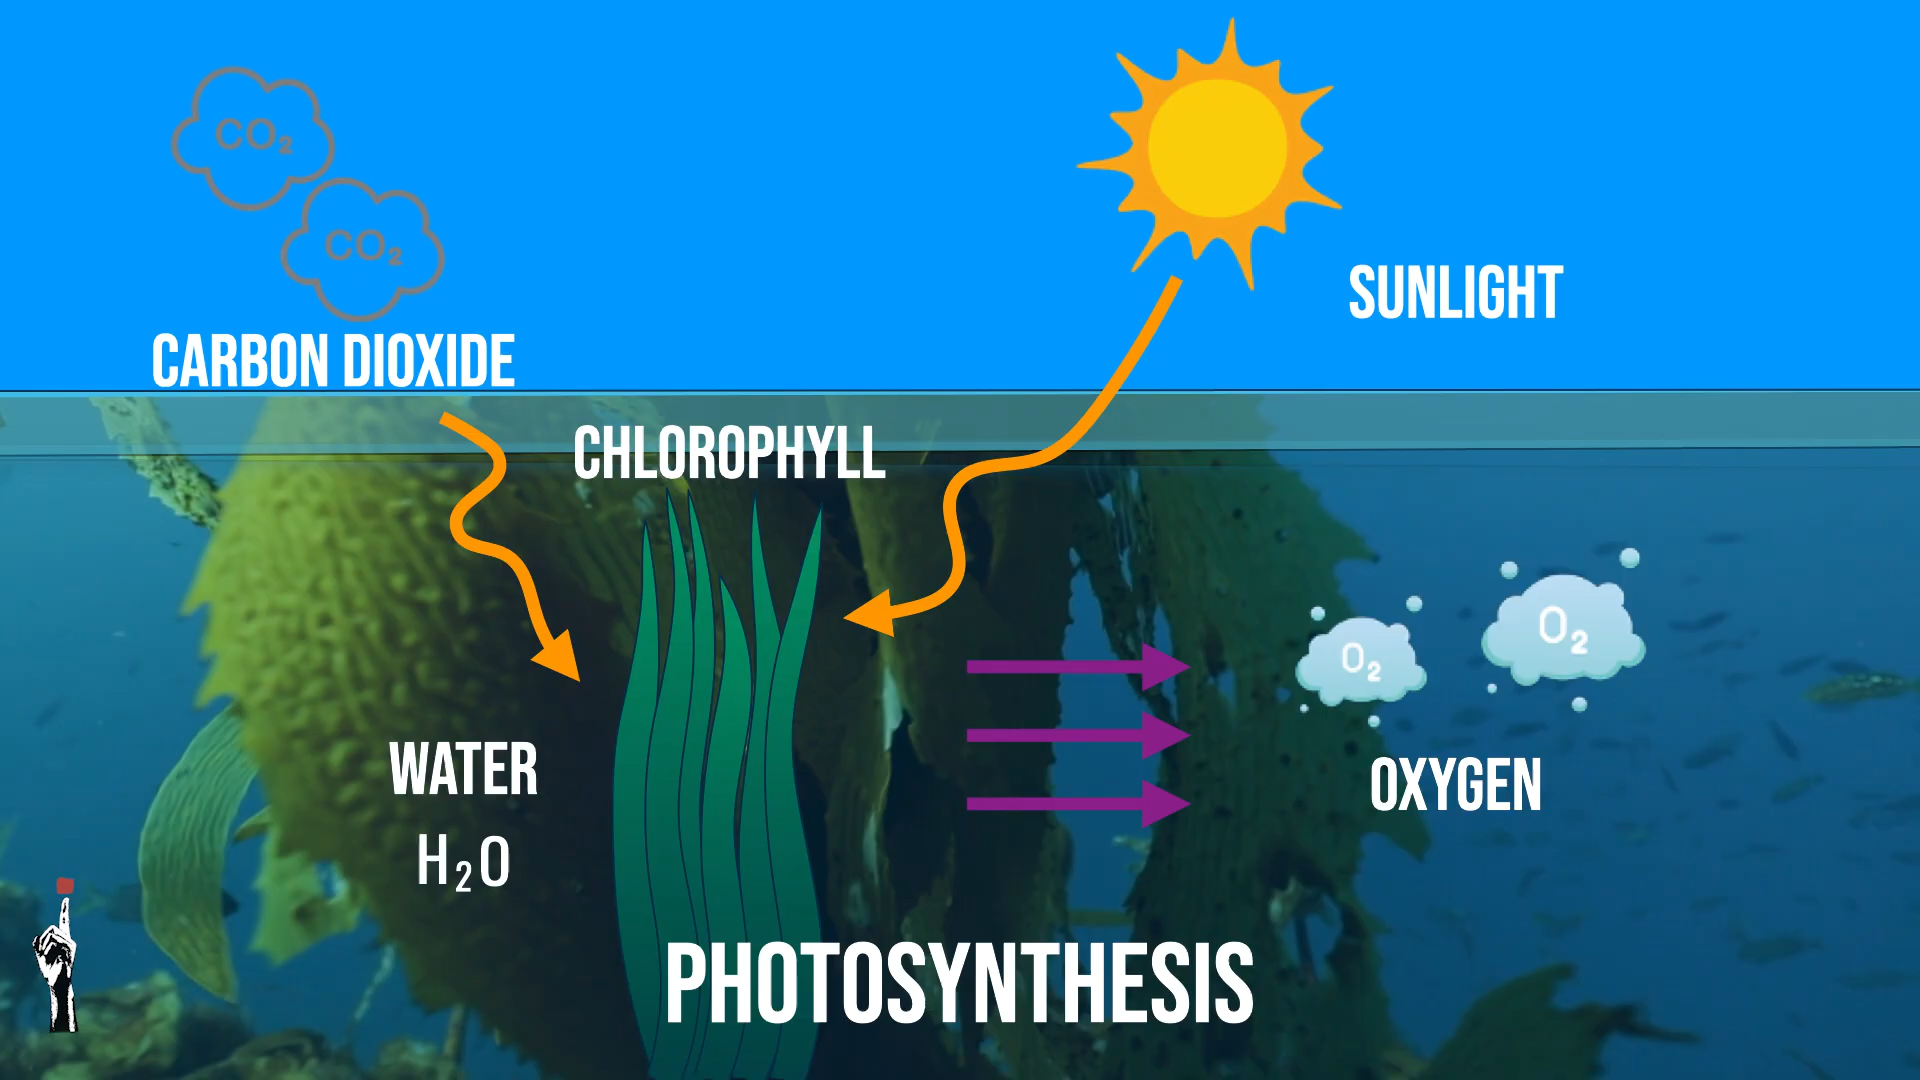 CO₂
CO₂
SUNLIGHT
CARBON DIOXIDE
CHLOROPHYLL
O₂
O₂
WATER
H₂O
OXYGEN
PHOTOSYNTHESIS